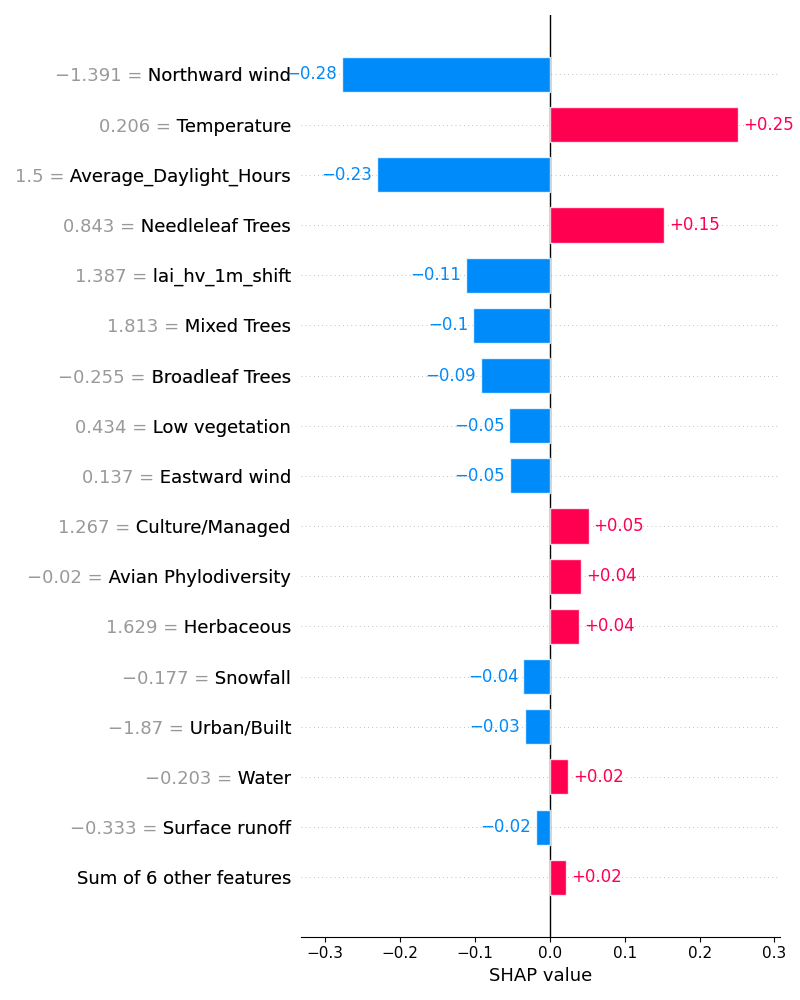 −1.391 = Northward wind −0.28
0.206 = Temperature +0.25
1.5 = Average_Daylight_Hours −0.23
0.843 = Needleleaf Trees +0.15
1.387 = lai_hv_1m_shift −0.11
1.813 = Mixed Trees −0.1
−0.255 = Broadleaf Trees −0.09
0.434 = Low vegetation −0.05
0.137 = Eastward wind −0.05
1.267 = Culture/Managed +0.05
−0.02 = Avian Phylodiversity +0.04
1.629 = Herbaceous +0.04
−0.177 = Snowfall −0.04
−1.87 = Urban/Built −0.03
−0.203 = Water +0.02
−0.333 = Surface runoff −0.02
Sum of 6 other features +0.02
−0.3 −0.2 −0.1 0.0 0.1 0.2 0.3
SHAP value